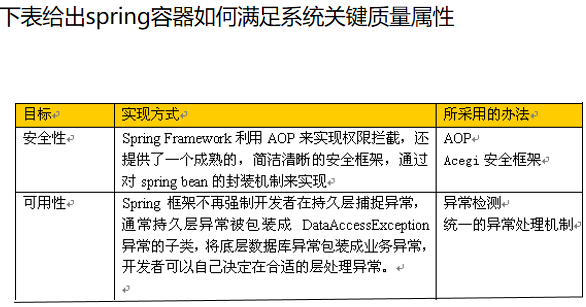 下表给出spring容器如何满足系统关键质量属性
目标 实现方式 所采用的办法
安全性 Spring Framework 利用 AOP 来实现权限拦截，还 AOP
提供了一个成熟的，简洁清晰的安全框架，通过 Acegi 安全框架
对 spring bean 的封装机制来实现
可用性 Spring 框架不再强制开发者在持久层捕捉异常， 异常检测
通常持久层异常被包装成 DataAccessException 统一的异常处理机制
异常的子类，将底层数据库异常包装成业务异常，
开发者可以自己决定在合适的层处理异常。